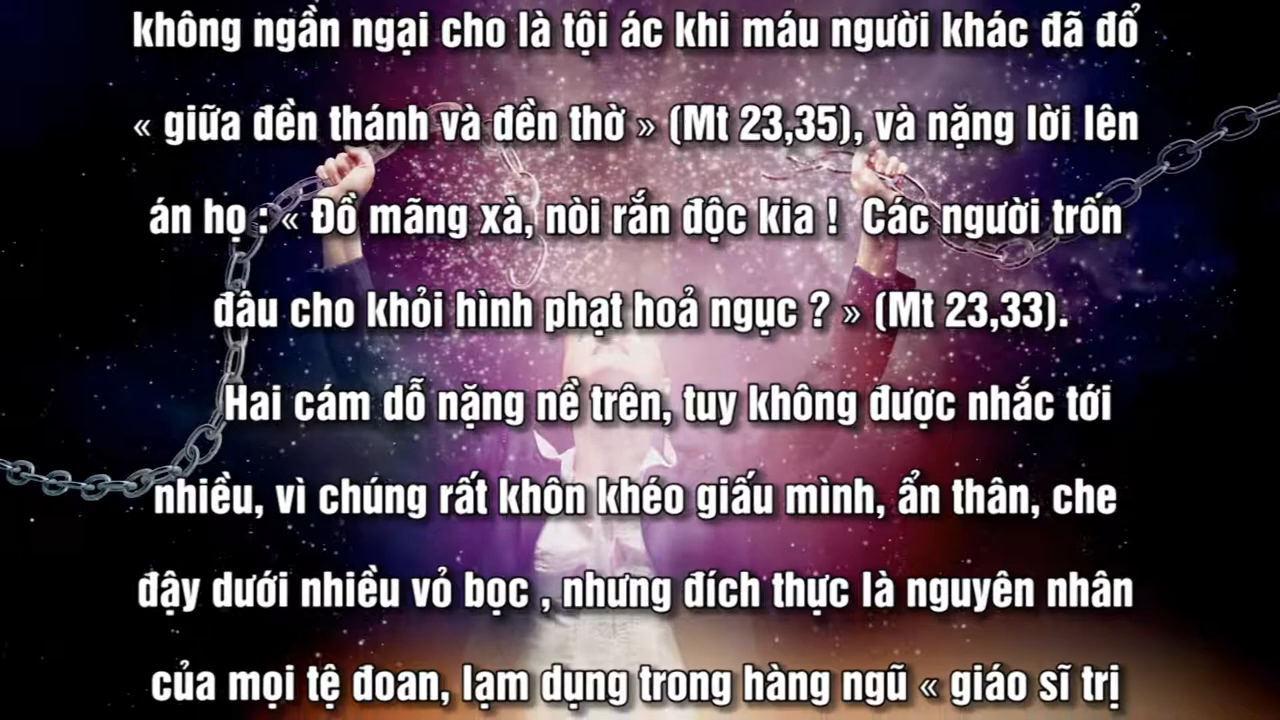 không ngần ngại cho là tội ác khi máu người khác đã đổ
« giữa đền thánh và đền thờ » (Mt 23,35), và nặng lời lên
án họ : « Đồ mãng xà, nòi rắn độc kia ! Các người trốn
đâu cho khỏi hình phạt hoả ngục ? » (Mt 23,33).
Hai cám dỗ nặng nề trên, tuy không được nhắc tới
nhiều, vì chúng rất khôn khéo giấu mình, ẩn thân, che
đậy dưới nhiều vỏ bọc , nhưng đích thực là nguyên nhân
của mọi tệ đoan, lạm dụng trong hàng ngũ « giáo sĩ trị